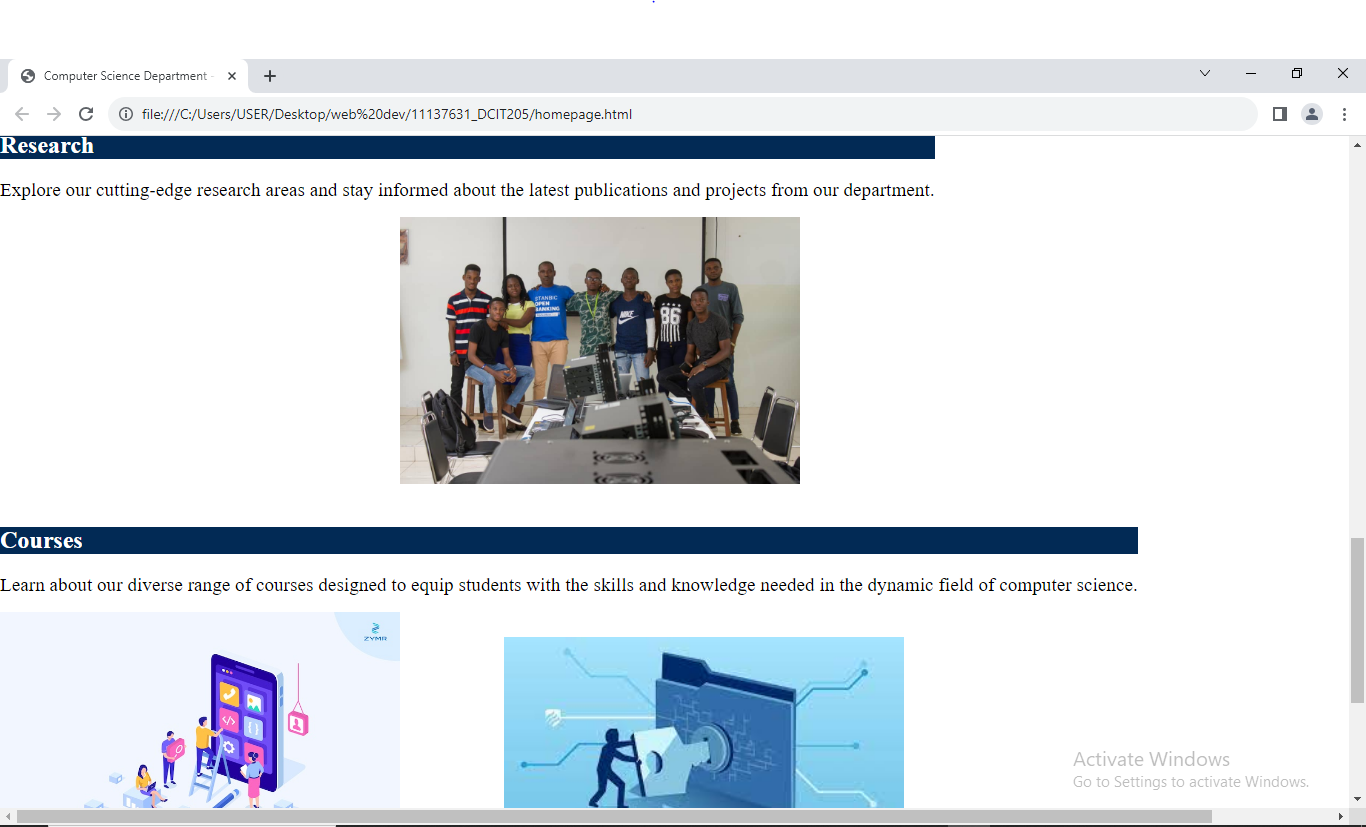 Computer Science Department -
file:///C:/Users/USER/Desktop/web%20dev/11137631_DCIT205/homepage.html
Research
Explore our cutting-edge research areas and stay informed about the latest publications and projects from our department.
STANBIC
OPEN
BANKING
NIKE
86
Courses
Learn about our diverse range of courses designed to equip students with the skills and knowledge needed in the dynamic field of computer science.
ZYMR
</>
{ }
Activate Windows
Go to Settings to activate Windows.